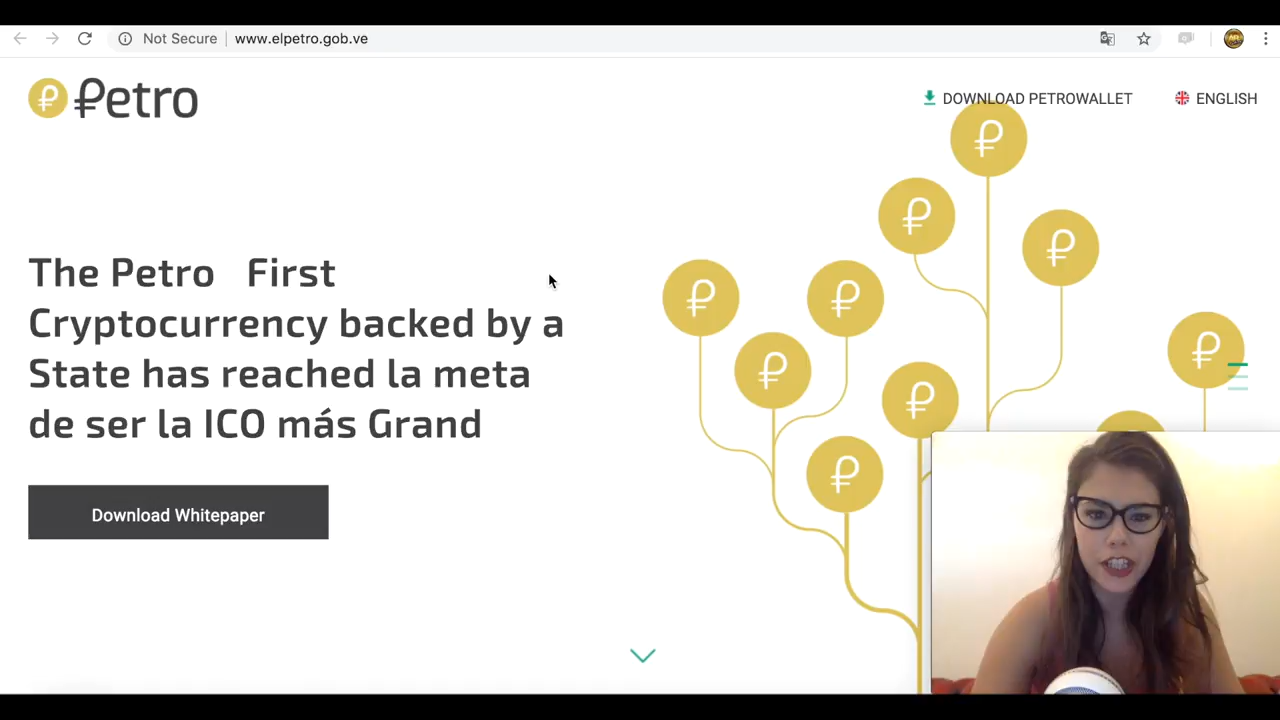 Not Secure
www.elpetro.gob.ve
Petro
DOWNLOAD PETROWALLET
ENGLISH
The Petro First
Cryptocurrency backed by a
State has reached la meta
de ser la ICO más Grand
Download Whitepaper